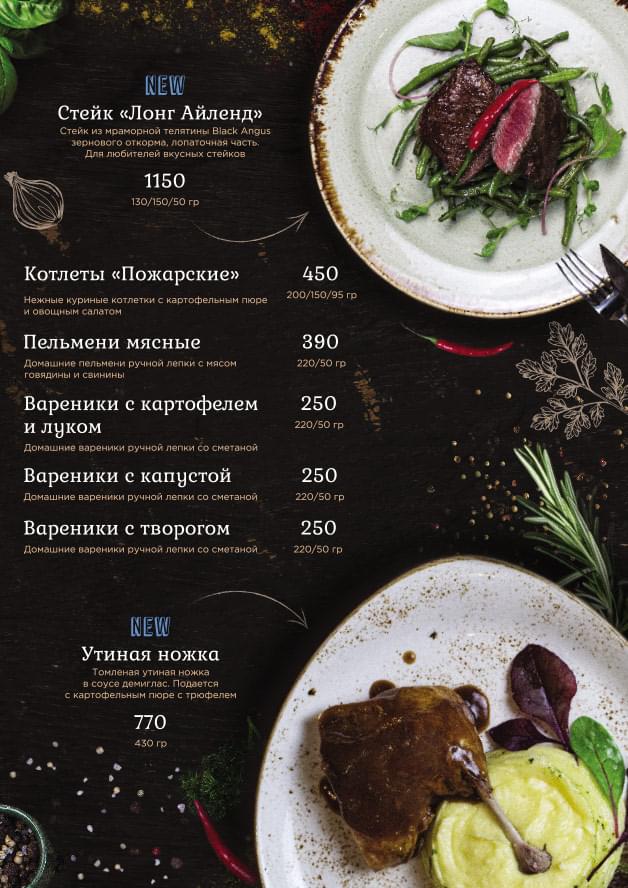 NEW
Стейк «Лонг Айленд»
Стейк из мраморной телятины Black Angus
зернового откорма, лопаточная часть.
Для любителей вкусных стейков
1150
130/150/50 гр
Котлеты «Пожарские» 450
Нежные куриные котлетки с картофельным пюре
и овощным салатом
200/150/95 гр
Пельмени мясные 390
Домашние пельмени ручной лепки с мясом
говядины и свинины
220/50 гр
Вареники с картофелем
и луком
250
220/50 гр
Домашние вареники ручной лепки со сметаной
Вареники с капустой 250
Домашние вареники ручной лепки со сметаной 220/50 гр
Вареники с творогом 250
Домашние вареники ручной лепки со сметаной 220/50 гр
NEW
Утиная ножка
Томленая утиная ножка
в соусе демиглас. Подается
с картофельным пюре с трюфелем
770
430 гр